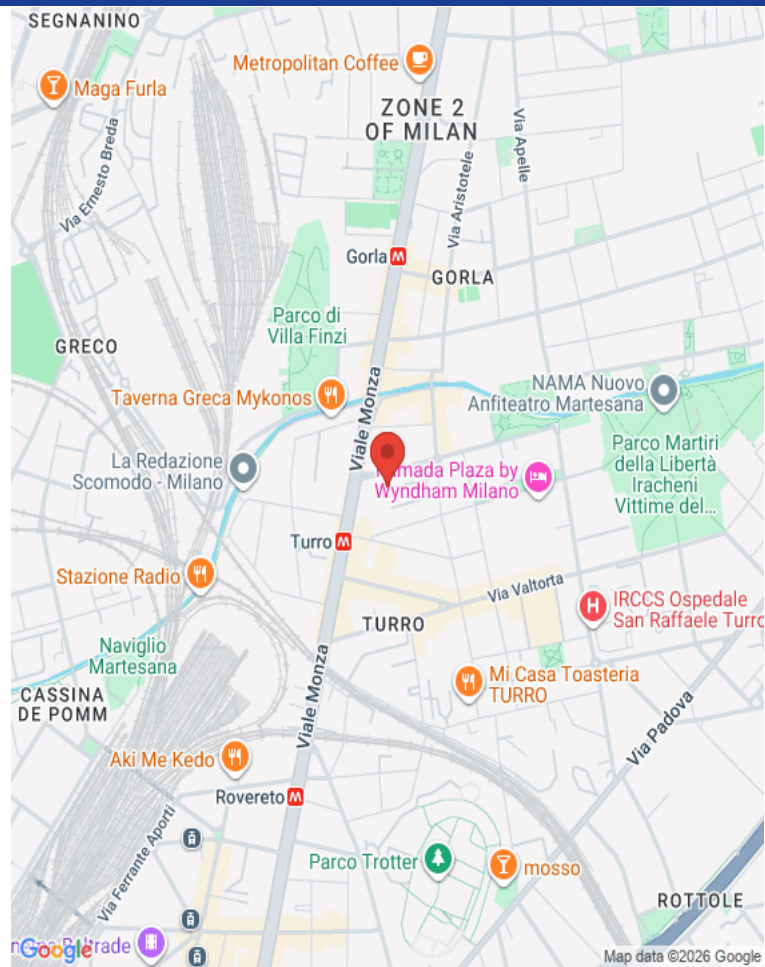 SEGNANINO
Metropolitan Coffee
Maga Furla
ZONE 2
OF MILAN
Via Apelle
Via Ernesto Breda
Via Aristotele
Gorla M
GORLA
Parco di
Villa Finzi
GRECO
NAMA Nuovo
Anfiteatro Martesana
Taverna Greca Mykonos
Viale Monza
La Redazione
Scomodo - Milano
Plaza by
Wyndham Milano
Parco Martiri
della Libertà
Iracheni
Vittime del...
Turro M
Stazione Radio
Via Valtorta
H IRCCS Ospedale
San Raffaele Turro
TURRO
Naviglio
Martesana
Mi Casa Toasteria
TURRO
CASSINA
DE POMM
Viale Monza
Via Padova
Aki Me Kedo
Rovereto M
Via Ferrante Aporti
Parco Trotter
mosso
ROTTOLE
Google
Map data ©2026 Google